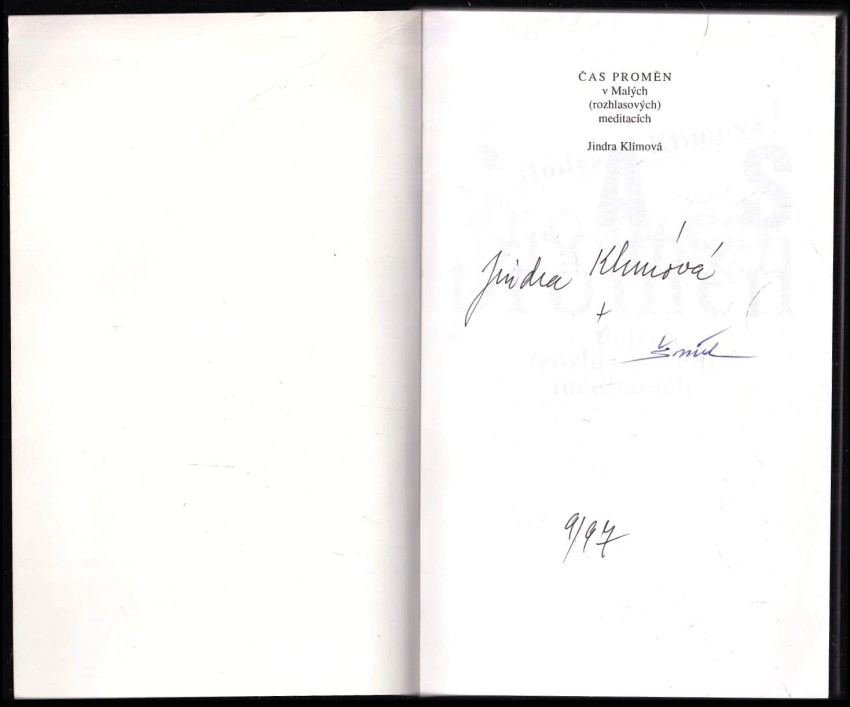 ČAS PROMĚN
v Malých
(rozhlasových)
meditacích
Jindra Klímová
Jindra Klímová
+
9/97